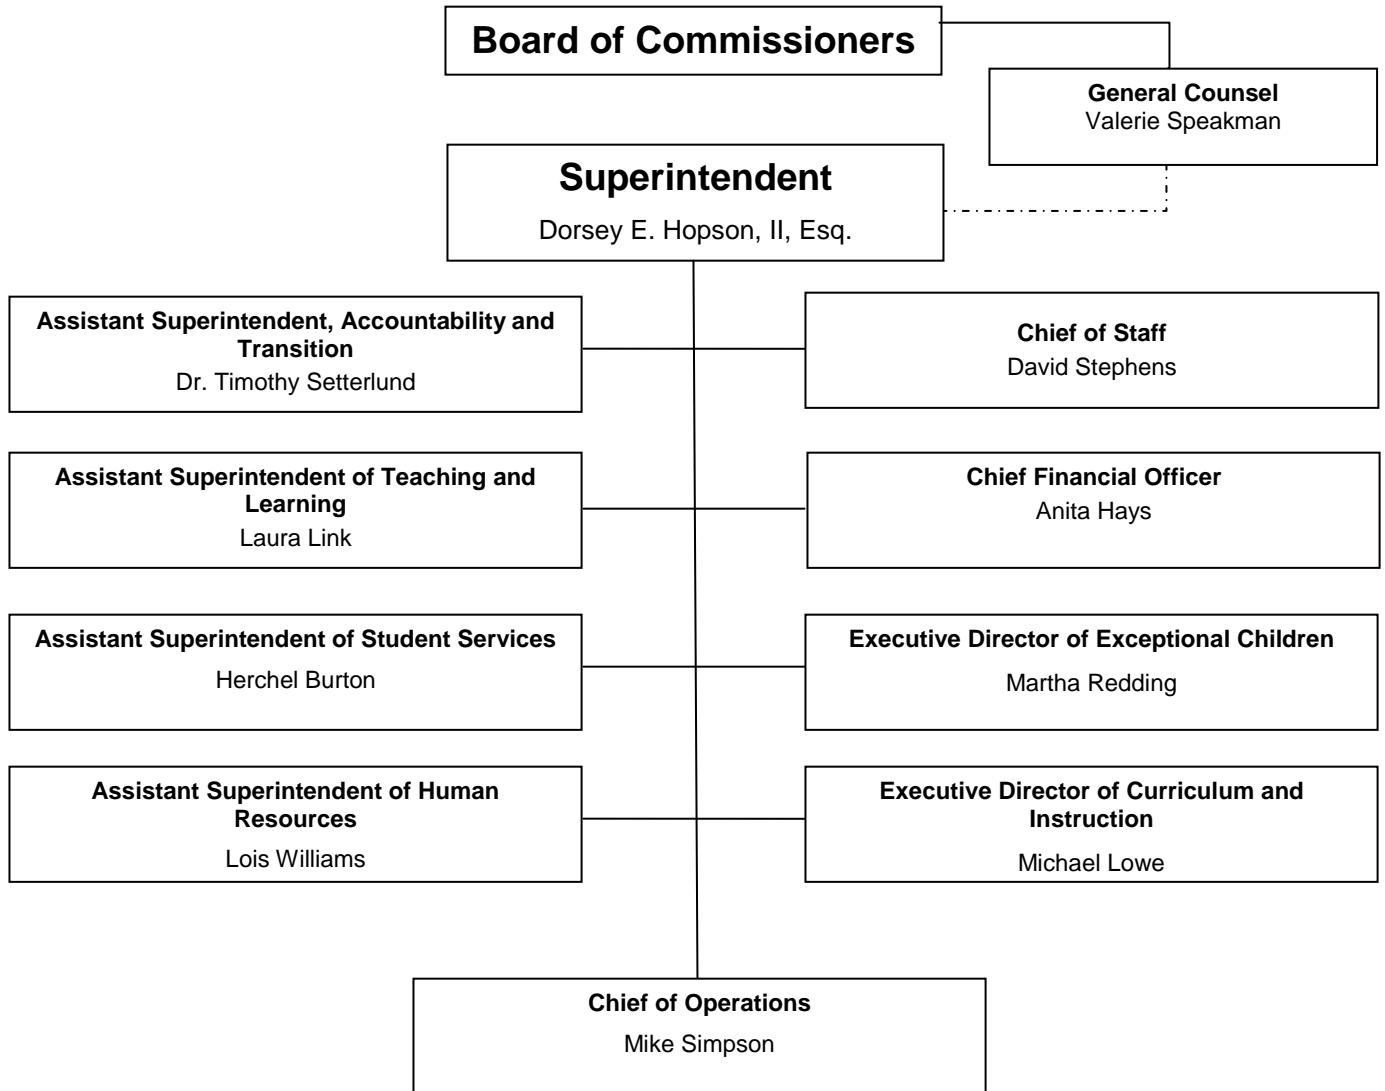 Board of Commissioners
General Counsel
Valerie Speakman
Superintendent
Dorsey E. Hopson, II, Esq.
Assistant Superintendent, Accountability and
Transition
Dr. Timothy Setterlund
Chief of Staff
David Stephens
Assistant Superintendent of Teaching and
Learning
Laura Link
Chief Financial Officer
Anita Hays
Assistant Superintendent of Student Services
Herchel Burton
Executive Director of Exceptional Children
Martha Redding
Assistant Superintendent of Human
Resources
Lois Williams
Executive Director of Curriculum and
Instruction
Michael Lowe
Chief of Operations
Mike Simpson